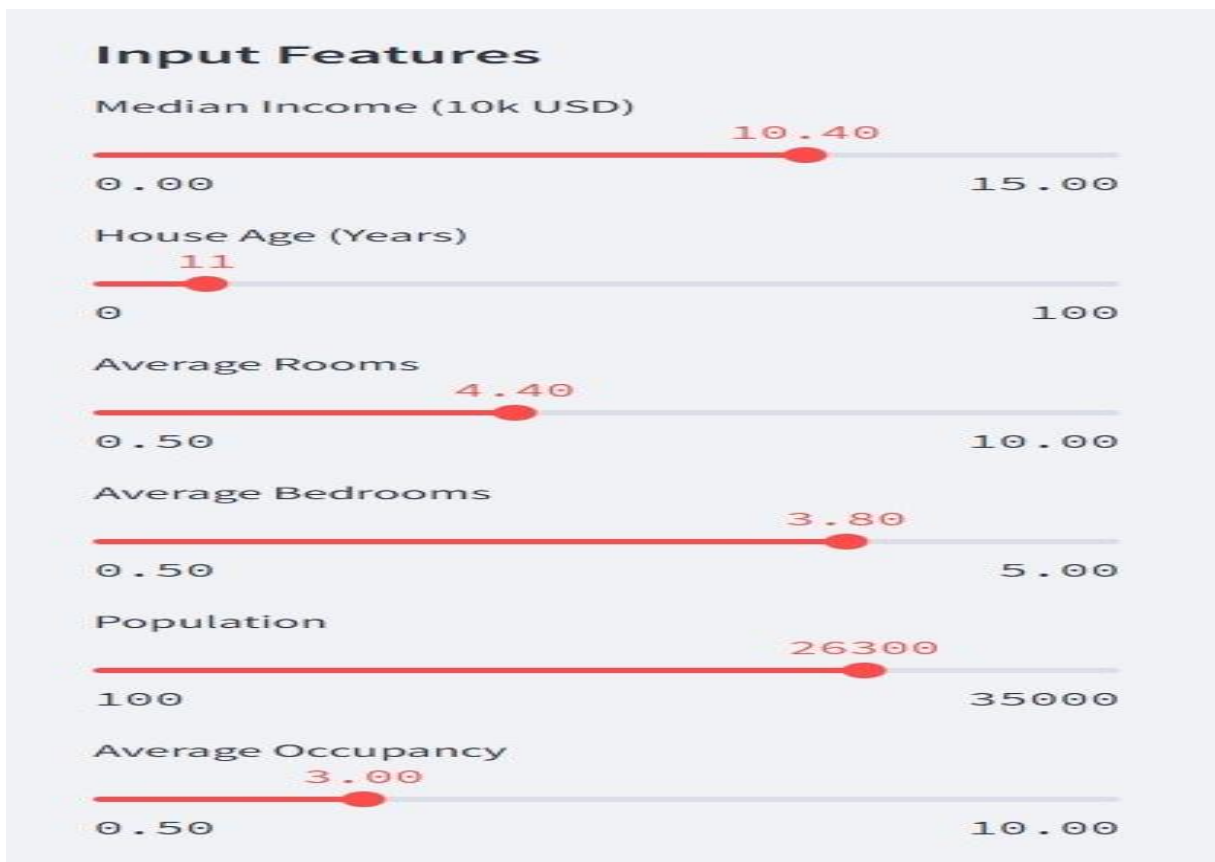 Input Features
Median Income (10k USD)
10.40
0.00 15.00
House Age (Years)
11
0 100
Average Rooms
4.40
0.50 10.00
Average Bedrooms
3.80
0.50 5.00
Population
26300
100 35000
Average Occupancy
3.00
0.50 10.00